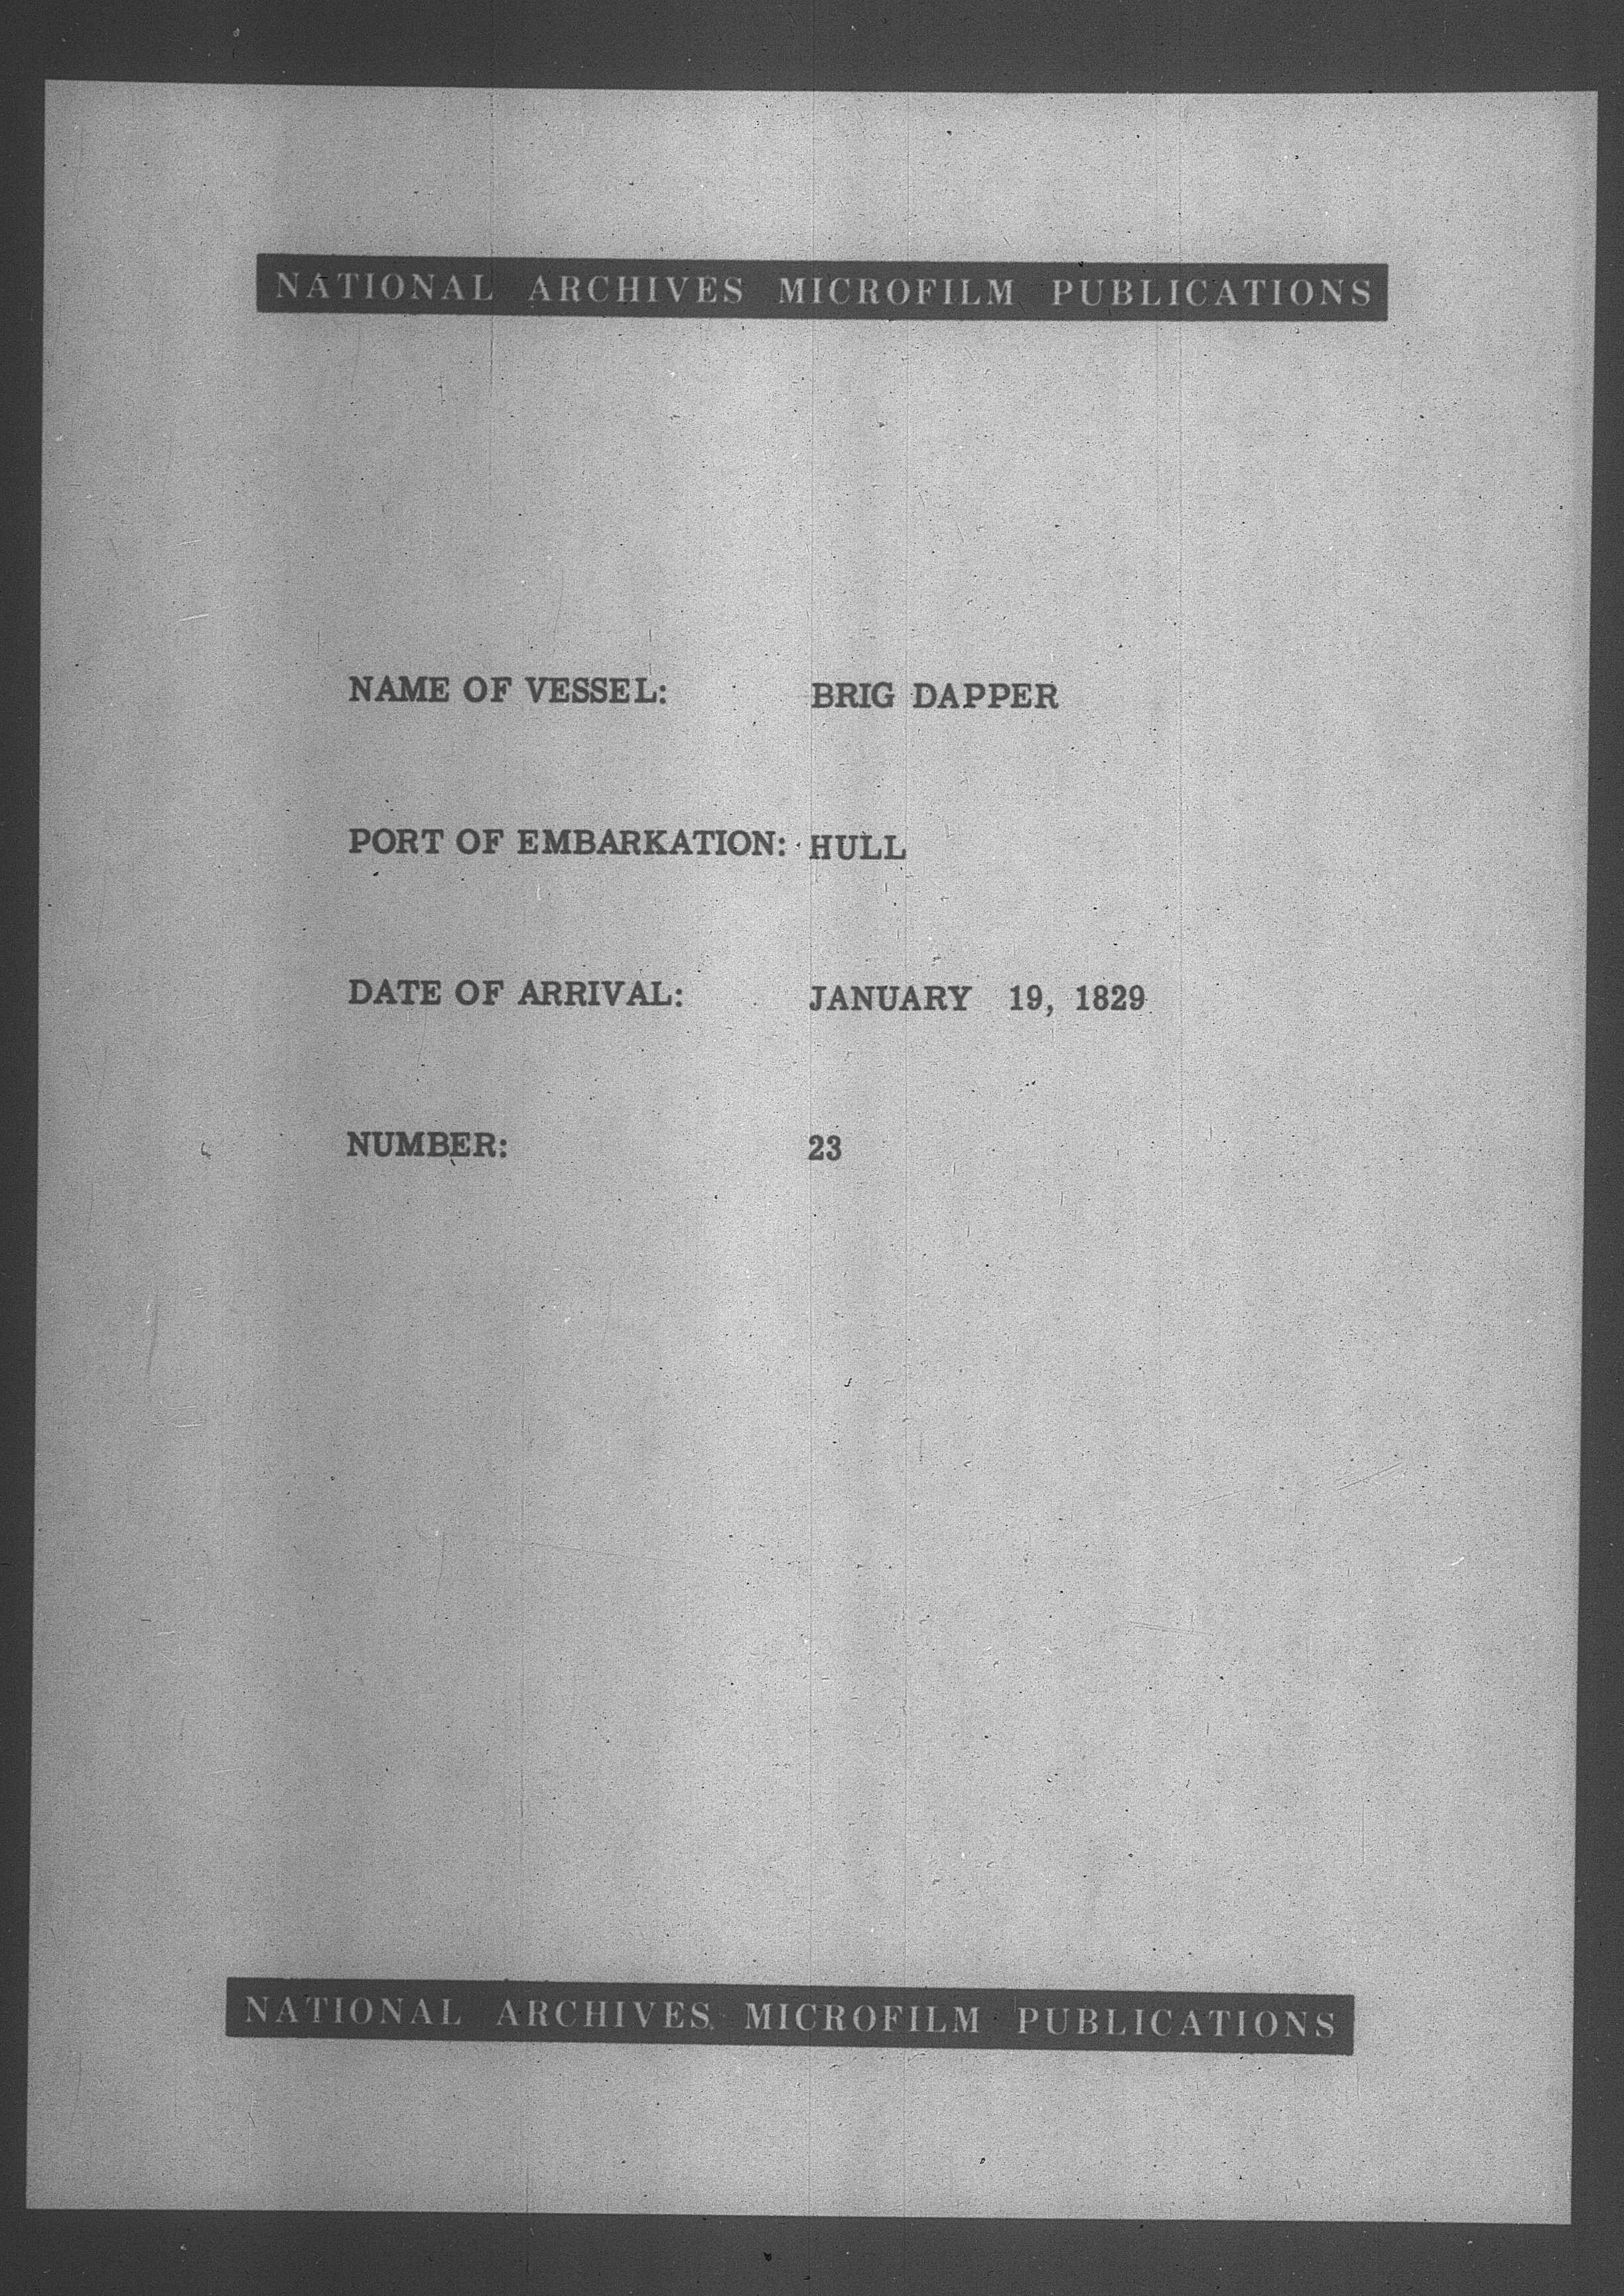 NATIONAL ARCHIVES MICROFILM PUBLICATIONS
NAME OF VESSEL: BRIG DAPPER
PORT OF EMBARKATION: HULL
DATE OF ARRIVAL: JANUARY 19, 1829
NUMBER: 23
NATIONAL ARCHIVES MICROFILM PUBLICATIONS